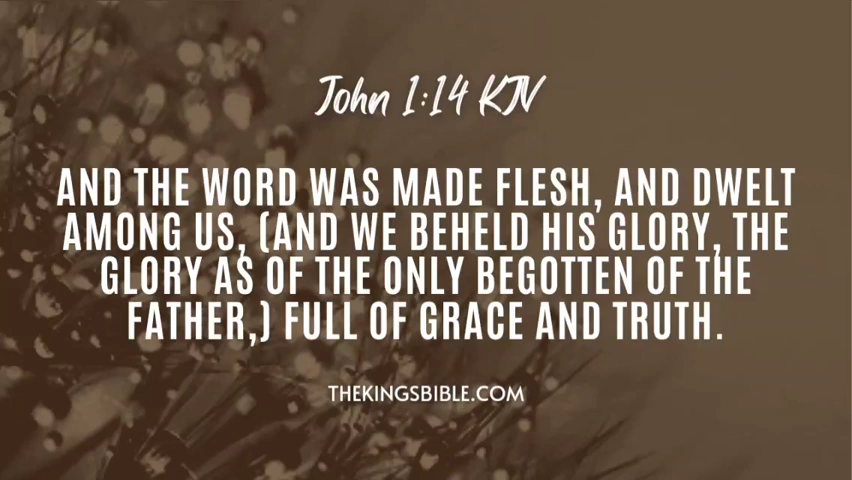 John 1:14 KJV
AND THE WORD WAS MADE FLESH, AND DWELT
AMONG US, (AND WE BEHELD HIS GLORY, THE
GLORY AS OF THE ONLY BEGOTTEN OF THE
FATHER,) FULL OF GRACE AND TRUTH.
THEKINGSBIBLE.COM